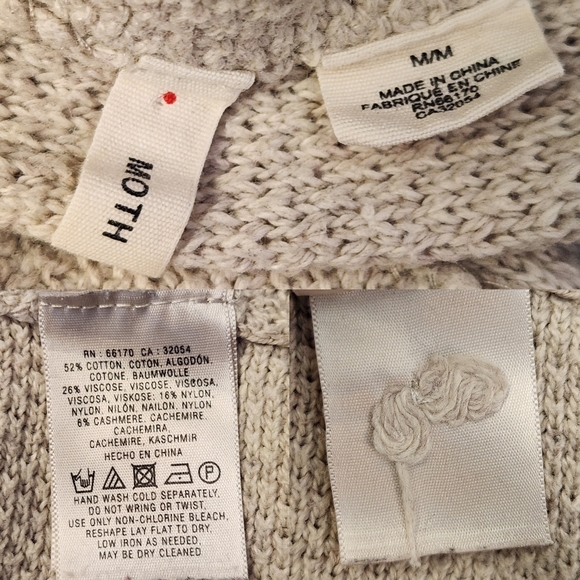 MOTH
M/M
MADE IN CHINA
FABRIQUÉ EN CHINE
RN66170
CA32054
RN : 66170 CA : 32054
52% COTTON, COTON, ALGODÓN,
COTONE, BAUMWOLLE
26% VISCOSE, VISCOSE, VISCOSA,
VISCOSA, VISKOSE; 16% NYLON,
NYLON, NILÓN, NAILON, NYLON
6% CASHMERE, CACHEMIRE,
CACHEMIRA,
CACHEMIRE, KASCHMIR
HECHO EN CHINA
P
HAND WASH COLD SEPARATELY,
DO NOT WRING OR TWIST,
USE ONLY NON-CHLORINE BLEACH,
RESHAPE LAY FLAT TO DRY,
LOW IRON AS NEEDED,
MAY BE DRY CLEANED